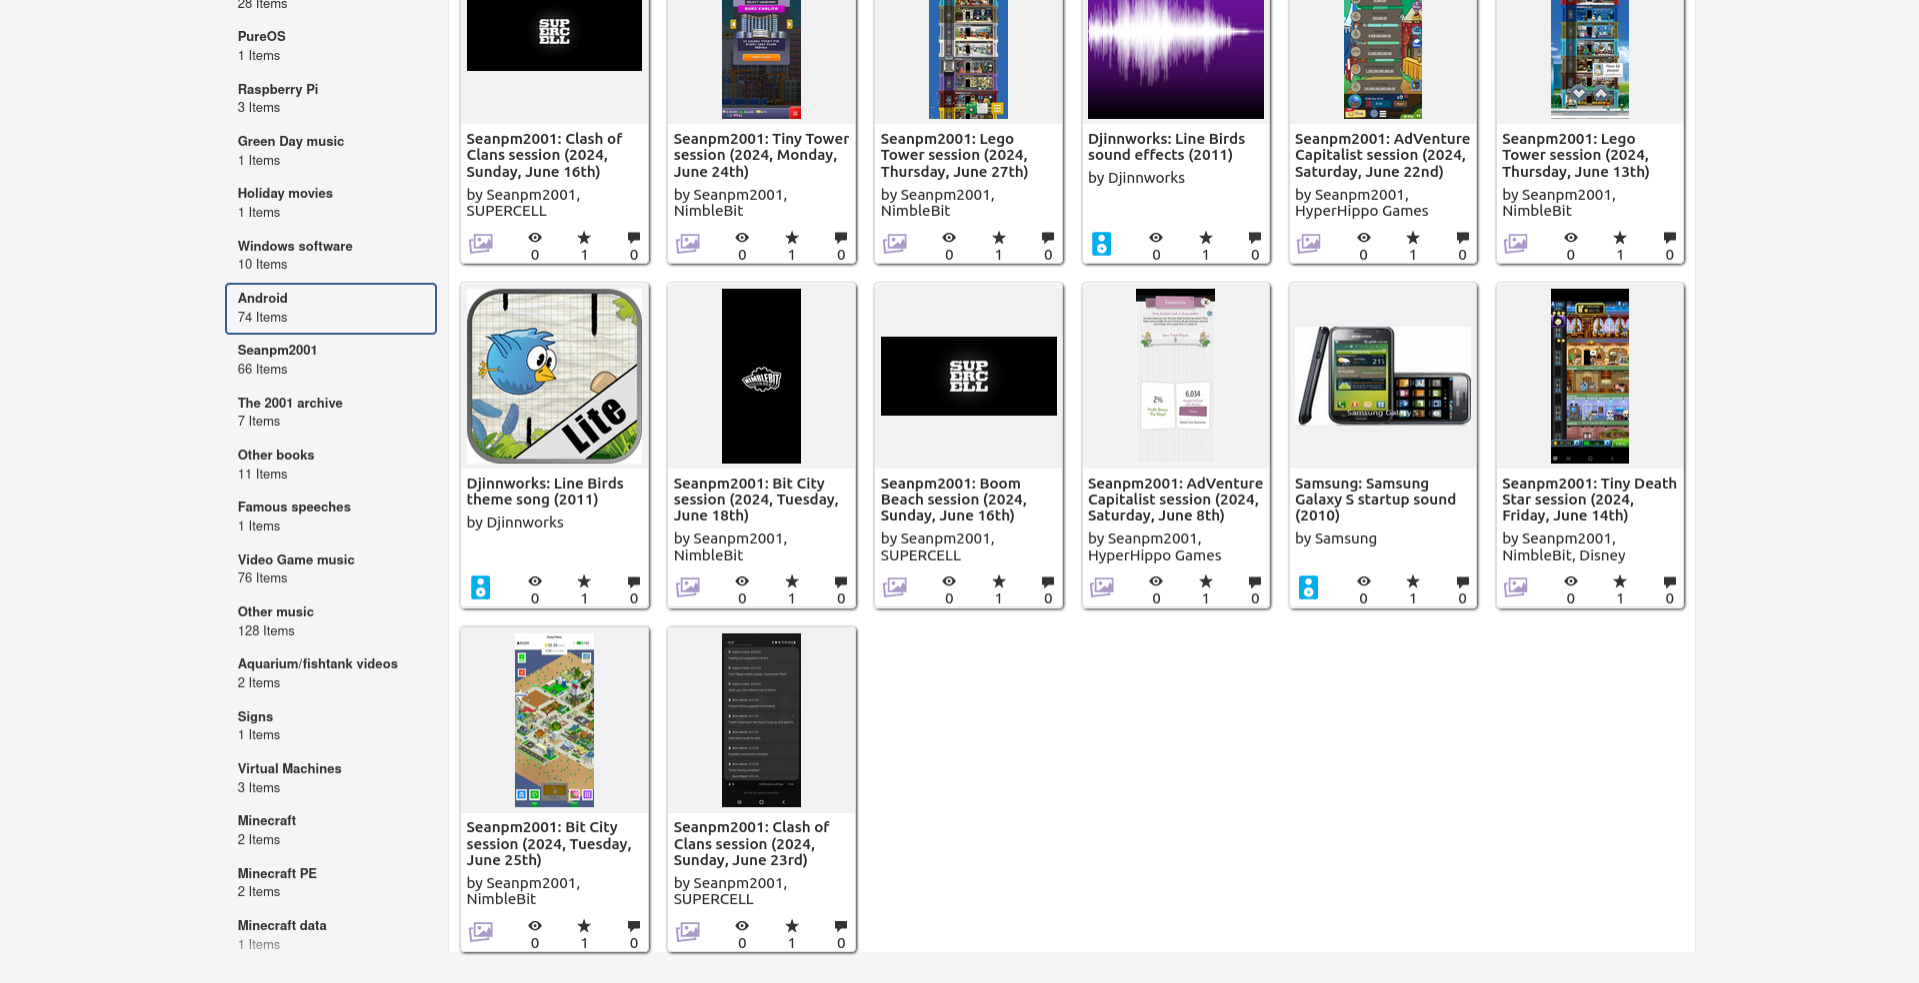 28 Items
PureOS
1 Items
Raspberry Pi
3 Items
Green Day music
1 Items
Holiday movies
1 Items
Windows software
10 Items
Android
74 Items
Seanpm2001
66 Items
The 2001 archive
7 Items
Other books
11 Items
Famous speeches
1 Items
Video Game music
76 Items
Other music
128 Items
Aquarium/fishtank videos
2 Items
Signs
1 Items
Virtual Machines
3 Items
Minecraft
2 Items
Minecraft PE
2 Items
Minecraft data
1 Items
SUP
ERC
ELL
Seanpm2001: Clash of
Clans session (2024,
Sunday, June 16th)
by Seanpm2001,
SUPERCELL
0 1 0
Seanpm2001: Tiny Tower
session (2024, Monday,
June 24th)
by Seanpm2001,
NimbleBit
0 1 0
Seanpm2001: Lego
Tower session (2024,
Thursday, June 27th)
by Seanpm2001,
NimbleBit
0 1 0
Djinnworks: Line Birds
sound effects (2011)
by Djinnworks
0 1 0
Seanpm2001: AdVenture
Capitalist session (2024,
Saturday, June 22nd)
by Seanpm2001,
HyperHippo Games
0 1 0
Seanpm2001: Lego
Tower session (2024,
Thursday, June 13th)
by Seanpm2001,
NimbleBit
0 1 0
Lite
Djinnworks: Line Birds
theme song (2011)
by Djinnworks
0 1 0
NIMBLEBIT
Seanpm2001: Bit City
session (2024, Tuesday,
June 18th)
by Seanpm2001,
NimbleBit
0 1 0
SUP
ERC
ELL
Seanpm2001: Boom
Beach session (2024,
Sunday, June 16th)
by Seanpm2001,
SUPERCELL
0 1 0
2%
6,034
Seanpm2001: AdVenture
Capitalist session (2024,
Saturday, June 8th)
by Seanpm2001,
HyperHippo Games
0 1 0
Samsung Galaxy S
Samsung: Samsung
Galaxy S startup sound
(2010)
by Samsung
0 1 0
Seanpm2001: Tiny Death
Star session (2024,
Friday, June 14th)
by Seanpm2001,
NimbleBit, Disney
0 1 0
Seanpm2001: Bit City
session (2024, Tuesday,
June 25th)
by Seanpm2001,
NimbleBit
0 1 0
Seanpm2001: Clash of
Clans session (2024,
Sunday, June 23rd)
by Seanpm2001,
SUPERCELL
0 1 0